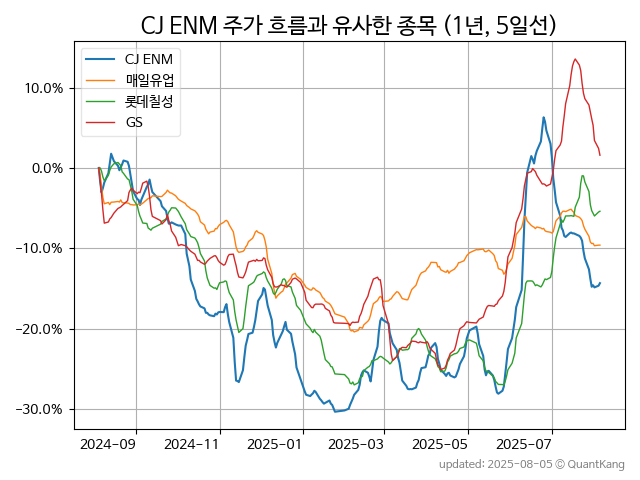 CJ ENM 주가 흐름과 유사한 종목 (1년, 5일선)
CJ ENM
매일유업
롯데칠성
GS
10.0%
0.0%
−10.0%
−20.0%
−30.0%
2024-09 2024-11 2025-01 2025-03 2025-05 2025-07
updated: 2025-08-05 © QuantKang